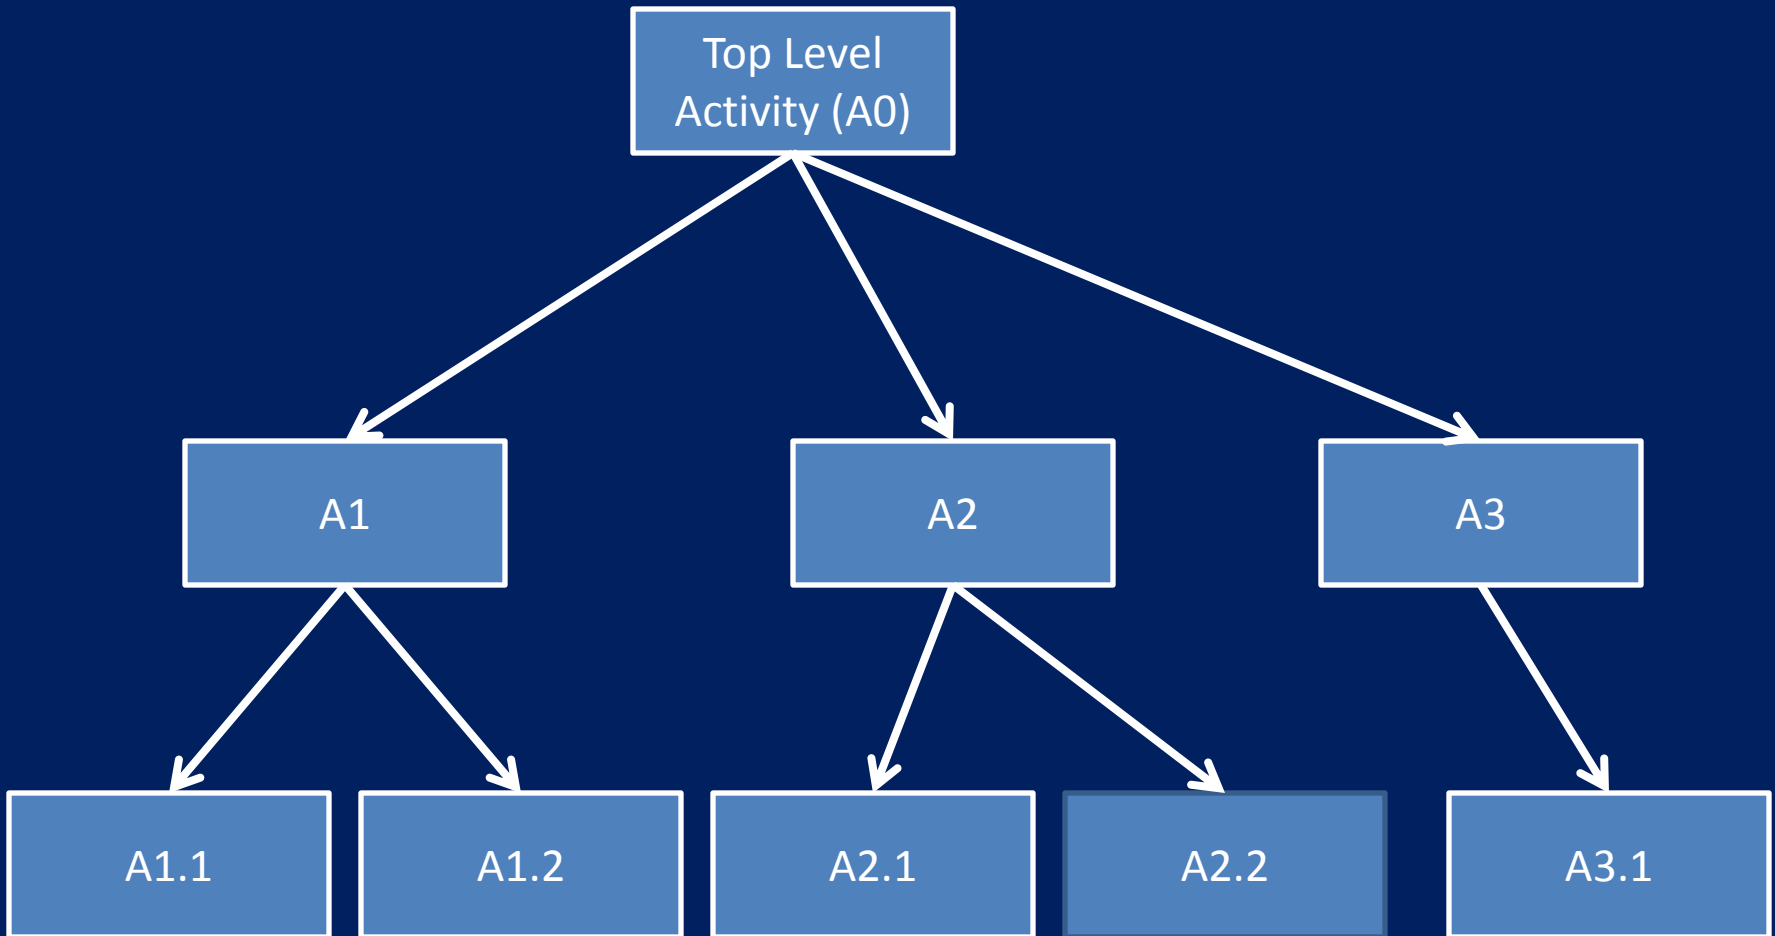 Top Level
Activity (A0)
A1
A2
A3
A1.1
A1.2
A2.1
A2.2
A3.1